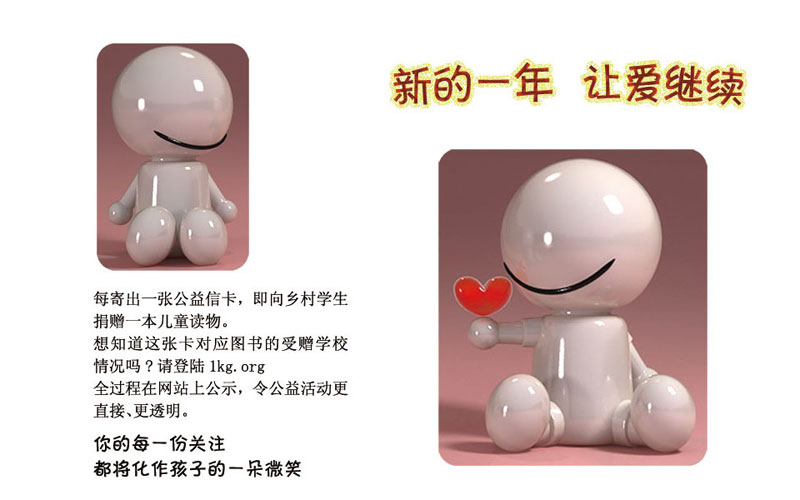 新的一年 让爱继续
每寄出一张公益信卡，即向乡村学生
捐赠一本儿童读物。
想知道这张卡对应图书的受赠学校
情况吗？请登陆 1kg.org
全过程在网站上公示，令公益活动更
直接、更透明。
你的每一份关注
都将化作孩子的一朵微笑